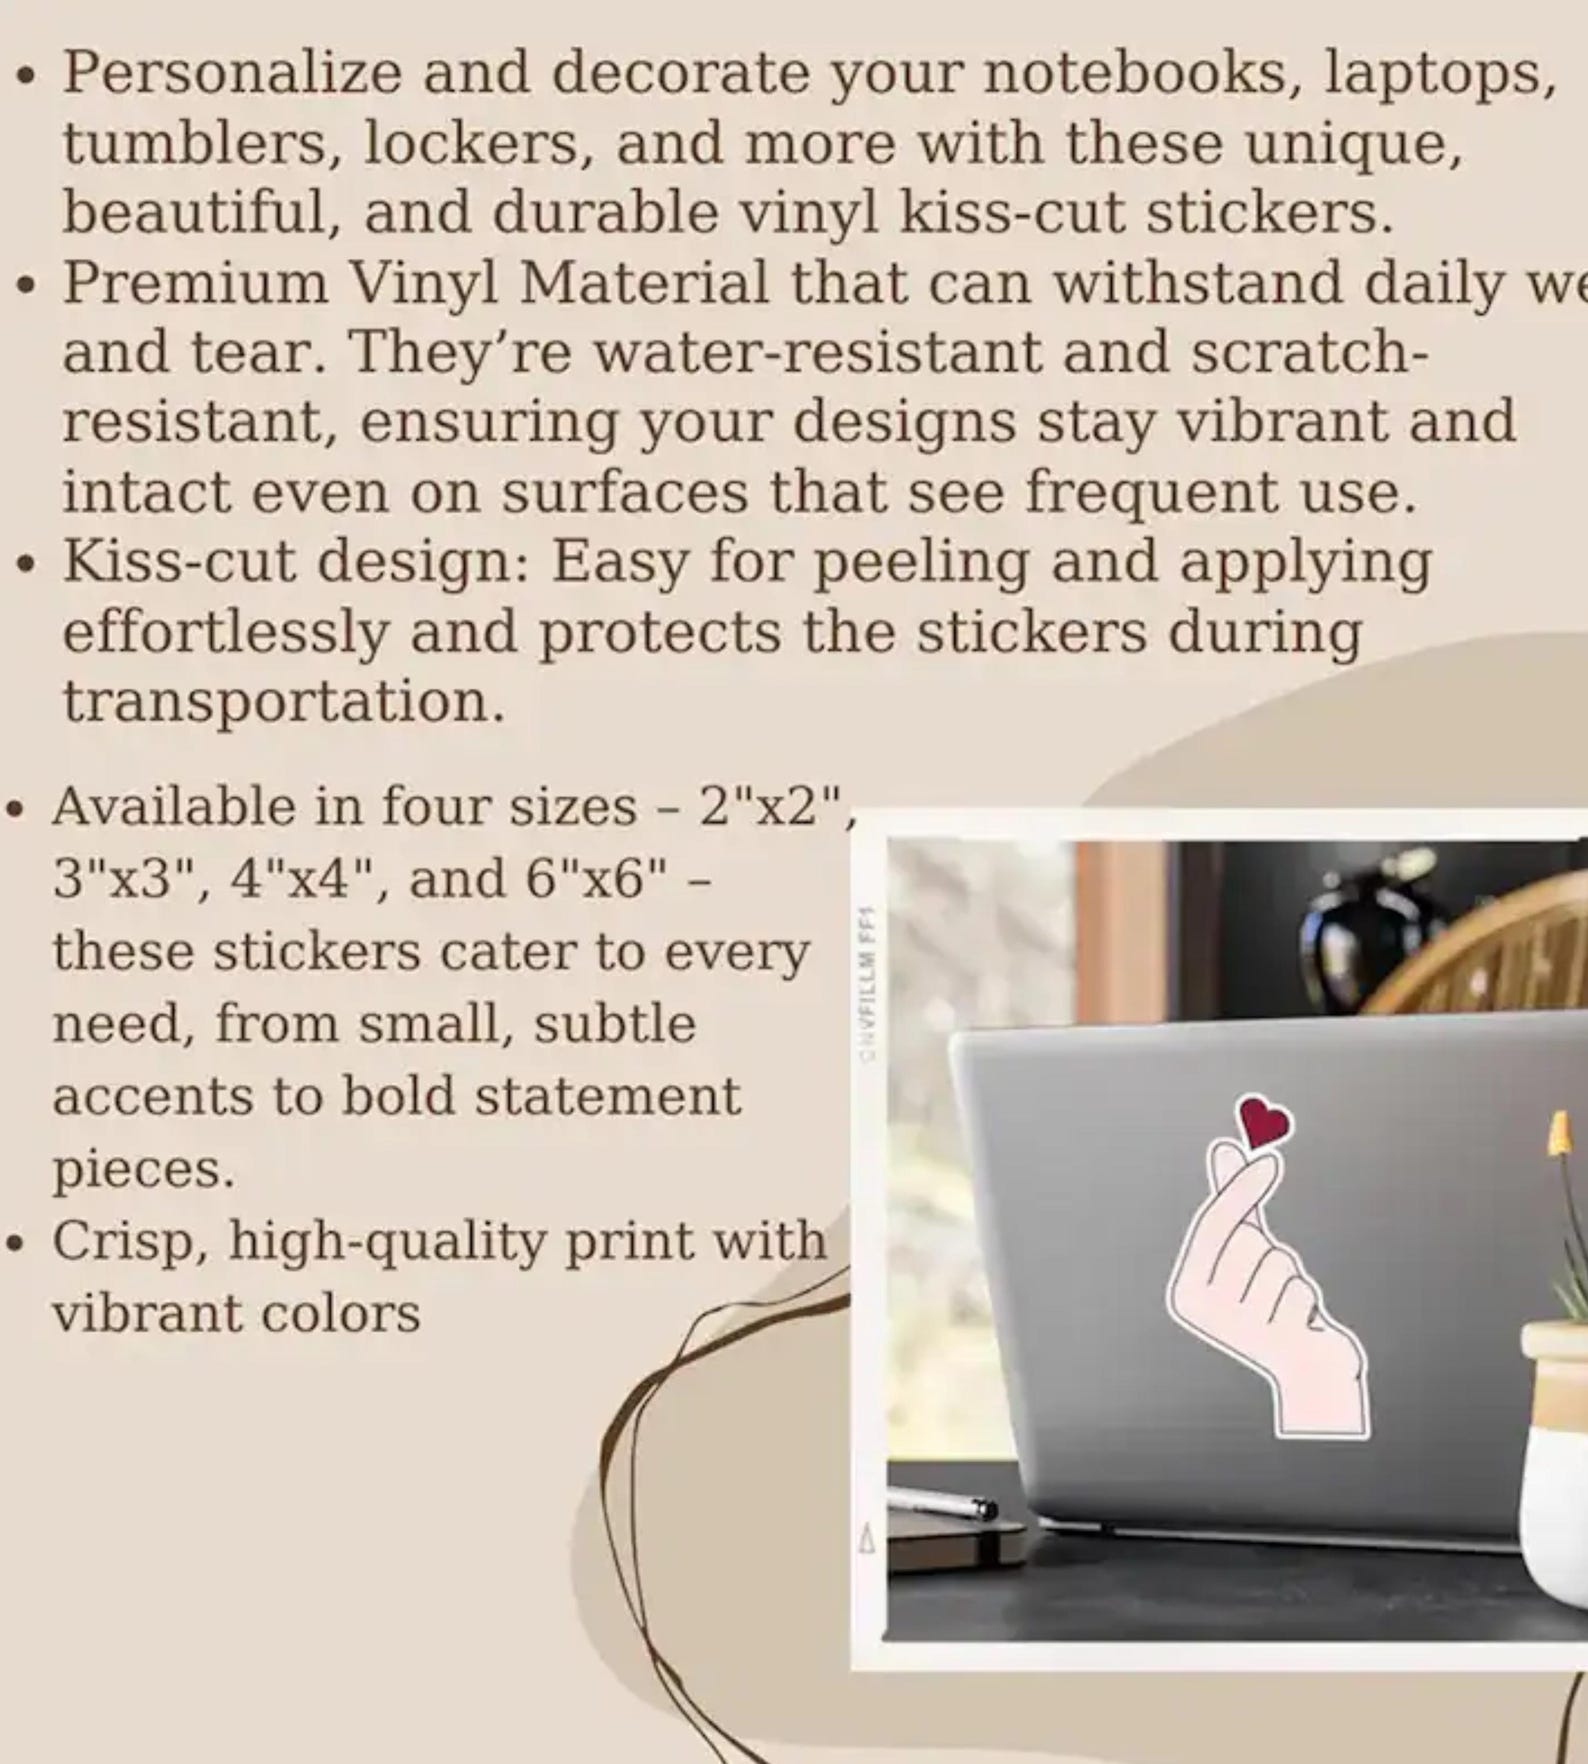 • Personalize and decorate your notebooks, laptops,
tumblers, lockers, and more with these unique,
beautiful, and durable vinyl kiss-cut stickers.
• Premium Vinyl Material that can withstand daily we
and tear. They’re water-resistant and scratch-
resistant, ensuring your designs stay vibrant and
intact even on surfaces that see frequent use.
• Kiss-cut design: Easy for peeling and applying
effortlessly and protects the stickers during
transportation.
• Available in four sizes – 2"x2",
3"x3", 4"x4", and 6"x6" –
these stickers cater to every
need, from small, subtle
accents to bold statement
pieces.
• Crisp, high-quality print with
vibrant colors
CNVFILLM FF1